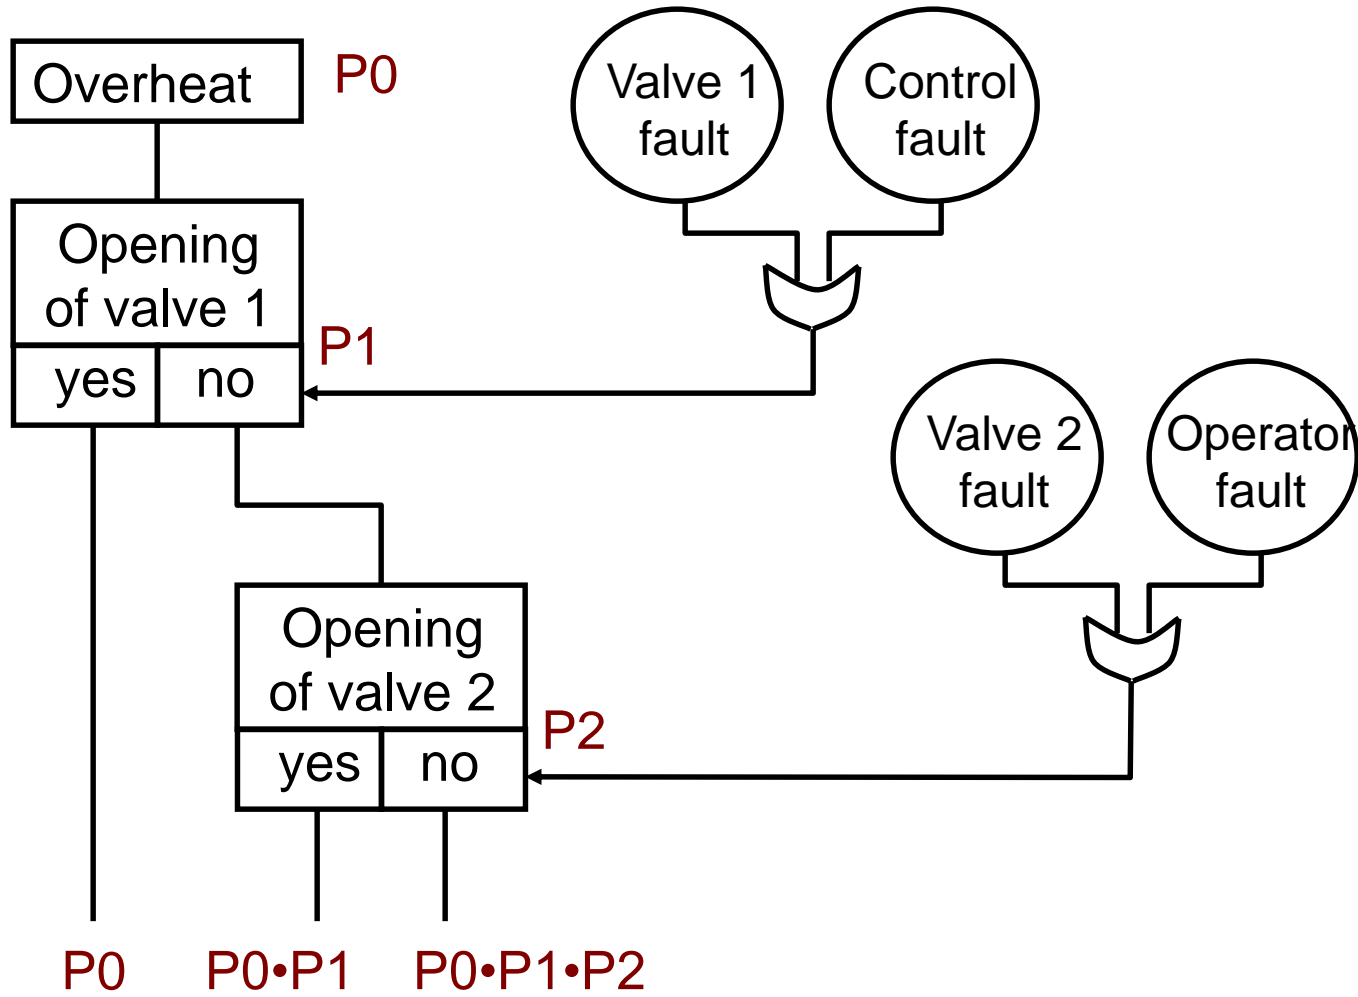 Overheat
P0
Valve 1
fault
Control
fault
Opening
of valve 1
P1
yes
no
Valve 2
fault
Operator
fault
Opening
of valve 2
P2
yes
no
P0
P0•P1
P0•P1•P2